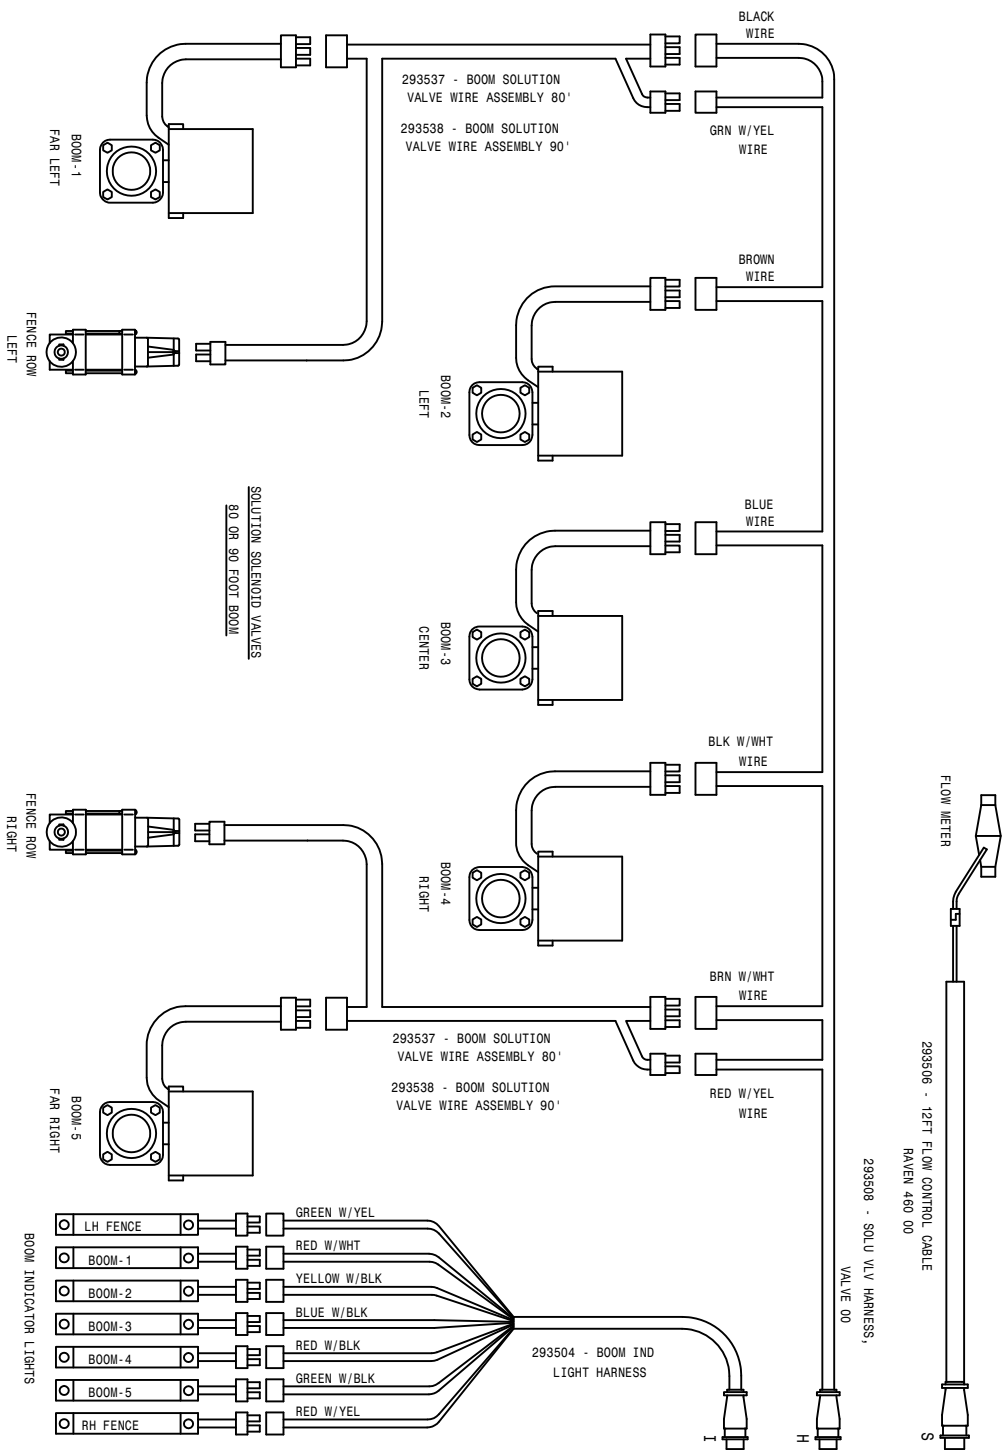 BLACK
WIRE
293537 - BOOM SOLUTION
VALVE WIRE ASSEMBLY 80'
293538 - BOOM SOLUTION
VALVE WIRE ASSEMBLY 90'
GRN W/YEL
WIRE
BOOM-1
FAR LEFT
BROWN
WIRE
FENCE ROW
LEFT
BOOM-2
LEFT
SOLUTION SOLENOID VALVES
80 OR 90 FOOT BOOM
BLUE
WIRE
BOOM-3
CENTER
BLK W/WHT
WIRE
FLOW METER
FENCE ROW
RIGHT
BOOM-4
RIGHT
BRN W/WHT
WIRE
293537 - BOOM SOLUTION
VALVE WIRE ASSEMBLY 80'
293538 - BOOM SOLUTION
VALVE WIRE ASSEMBLY 90'
RED W/YEL
WIRE
BOOM-5
FAR RIGHT
293506 - 12FT FLOW CONTROL CABLE
RAVEN 460 00
293508 - SOLU VLV HARNESS,
VALVE 00
BOOM INDICATOR LIGHTS
LH FENCE
GREEN W/YEL
BOOM-1
RED W/WHT
BOOM-2
YELLOW W/BLK
BOOM-3
BLUE W/BLK
BOOM-4
RED W/BLK
BOOM-5
GREEN W/BLK
RH FENCE
RED W/YEL
293504 - BOOM IND
LIGHT HARNESS
I
H
S